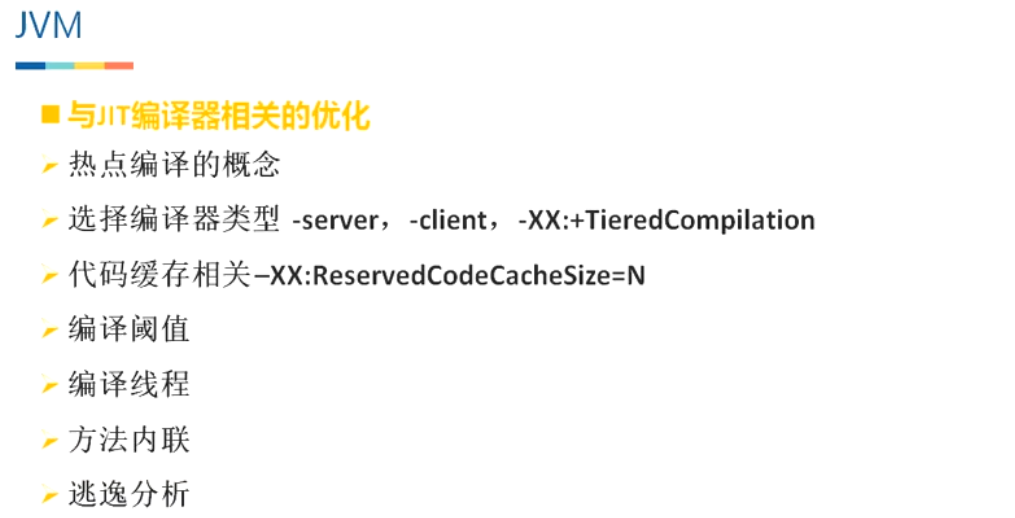 JVM
与JIT编译器相关的优化
热点编译的概念
选择编译器类型 -server，-client，-XX:+TieredCompilation
代码缓存相关–XX:ReservedCodeCacheSize=N
编译阈值
编译线程
方法内联
逃逸分析